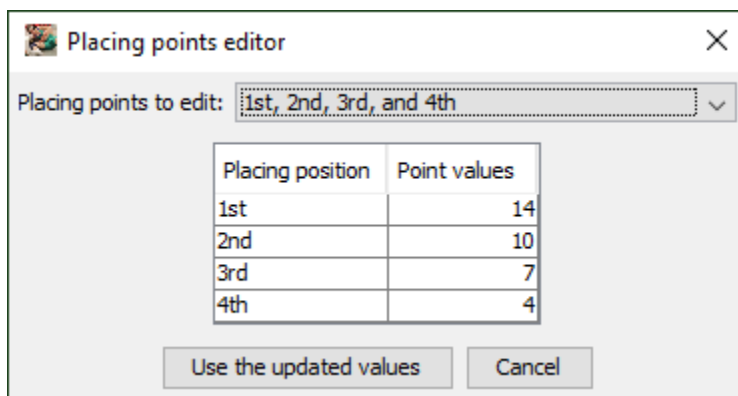 Placing points editor
Placing points to edit: 1st, 2nd, 3rd, and 4th
Placing position Point values
1st 14
2nd 10
3rd 7
4th 4
Use the updated values Cancel